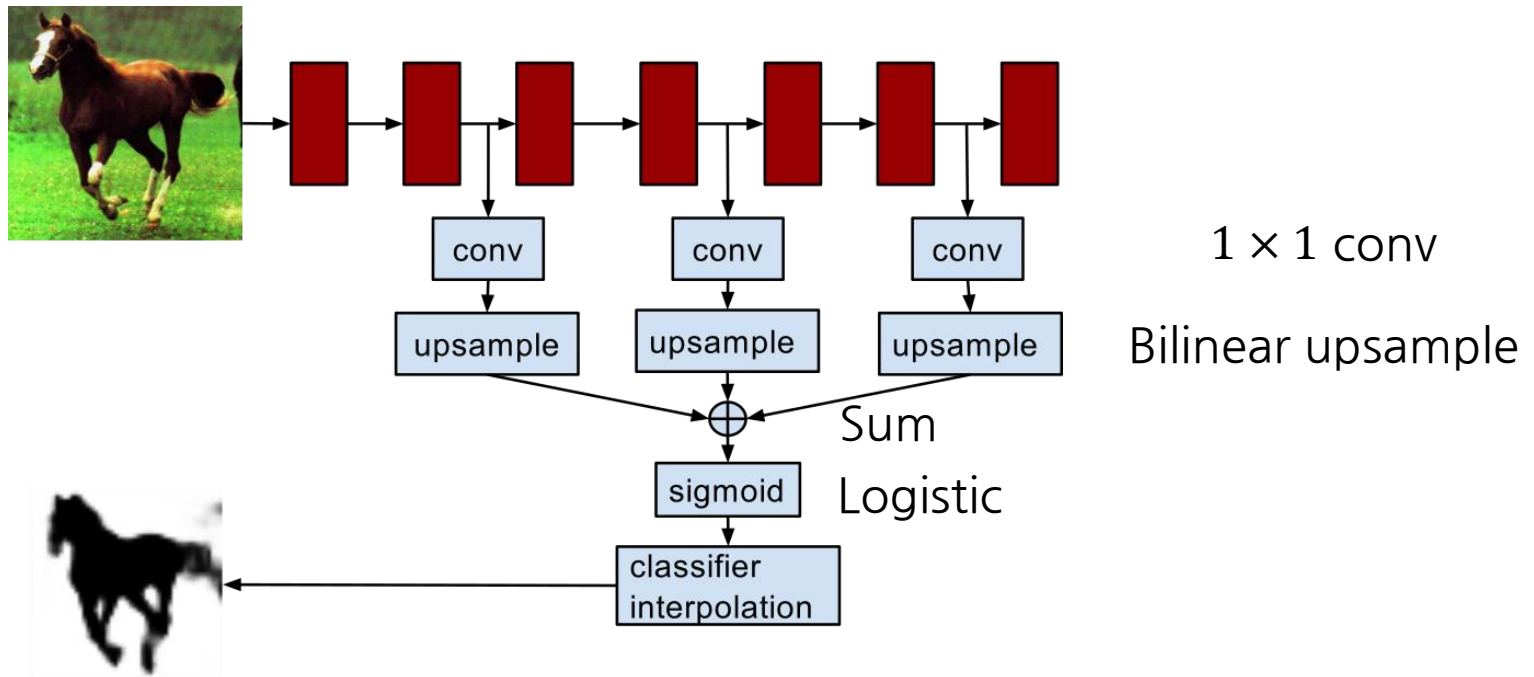 conv
conv
conv
1 × 1 conv
upsample
upsample
upsample
Bilinear upsample
Sum
sigmoid
Logistic
classifier
interpolation